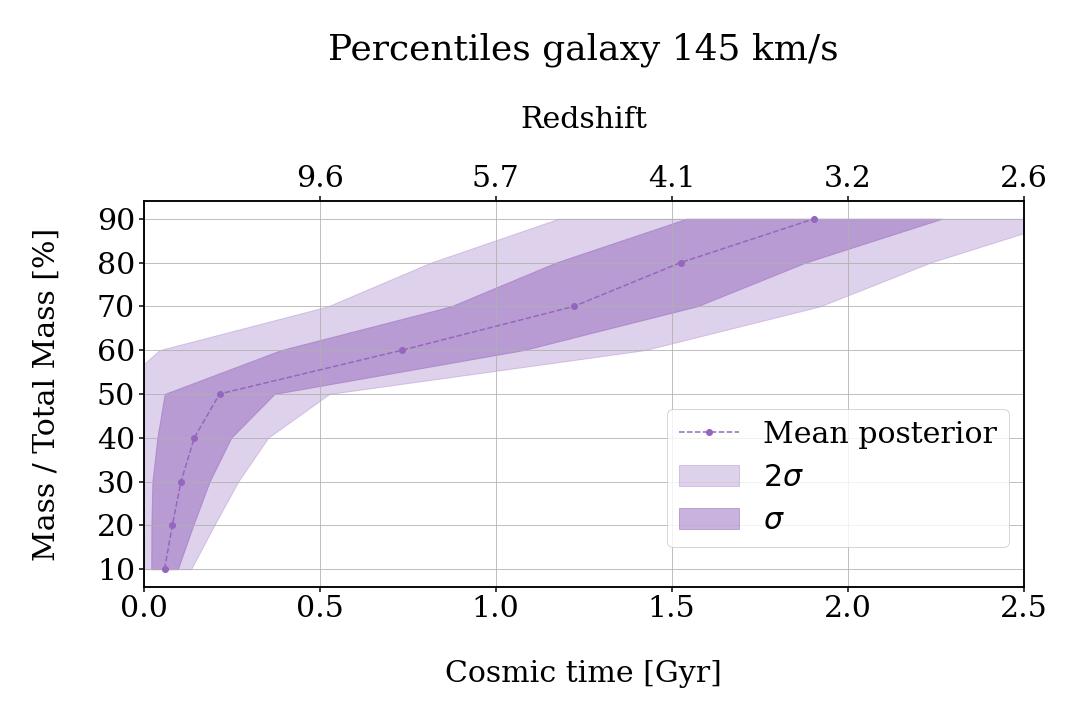 Percentiles galaxy 145 km/s
Redshift
9.6 5.7 4.1 3.2 2.6
Mass / Total Mass [%]
90
80
70
60
50
40
30
20
10
Mean posterior
2σ
σ
0.0 0.5 1.0 1.5 2.0 2.5
Cosmic time [Gyr]